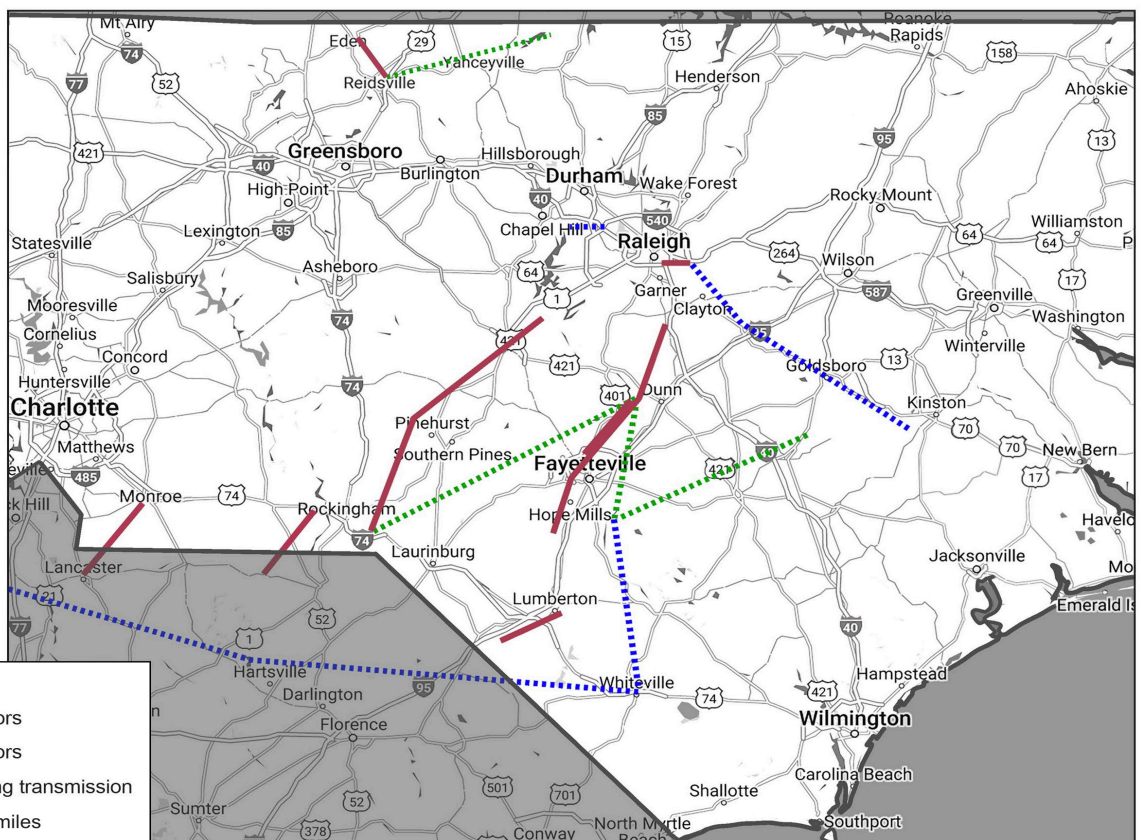 Mt Airy
74
77
52
Eden
29
Yanceyville
Reidsville
15
Roanoke
Rapids
158
Henderson
Ahoskie
85
95
13
421
Greensboro
40
Burlington
Hillsborough
Durham
Wake Forest
High Point
40
540
Rocky Mount
Chapel Hill
Raleigh
Lexington
85
Statesville
64
Williamston
64
264
Wilson
Asheboro
64
17
Salisbury
Garner
587
Greenville
Mooresville
1
Clayton
Washington
Cornelius
74
421
95
Winterville
Concord
421
Goldsboro
13
Huntersville
74
401
Dunn
Charlotte
Kinston
Pinehurst
70
Matthews
Southern Pines
Fayetteville
421
40
70
New Bern
eville
485
17
Monroe
74
ck Hill
Rockingham
Hope Mills
74
Laurinburg
Jacksonville
Lancaster
21
Lumberton
Emerald Is
77
52
1
40
Hartsville
Whiteville
Hampstead
95
74
421
Darlington
Wilmington
n
ors
Florence
ors
Carolina Beach
ng transmission
501
701
Shallotte
52
miles
Sumter
378
Conway
North Myrtle
Beach
Southport